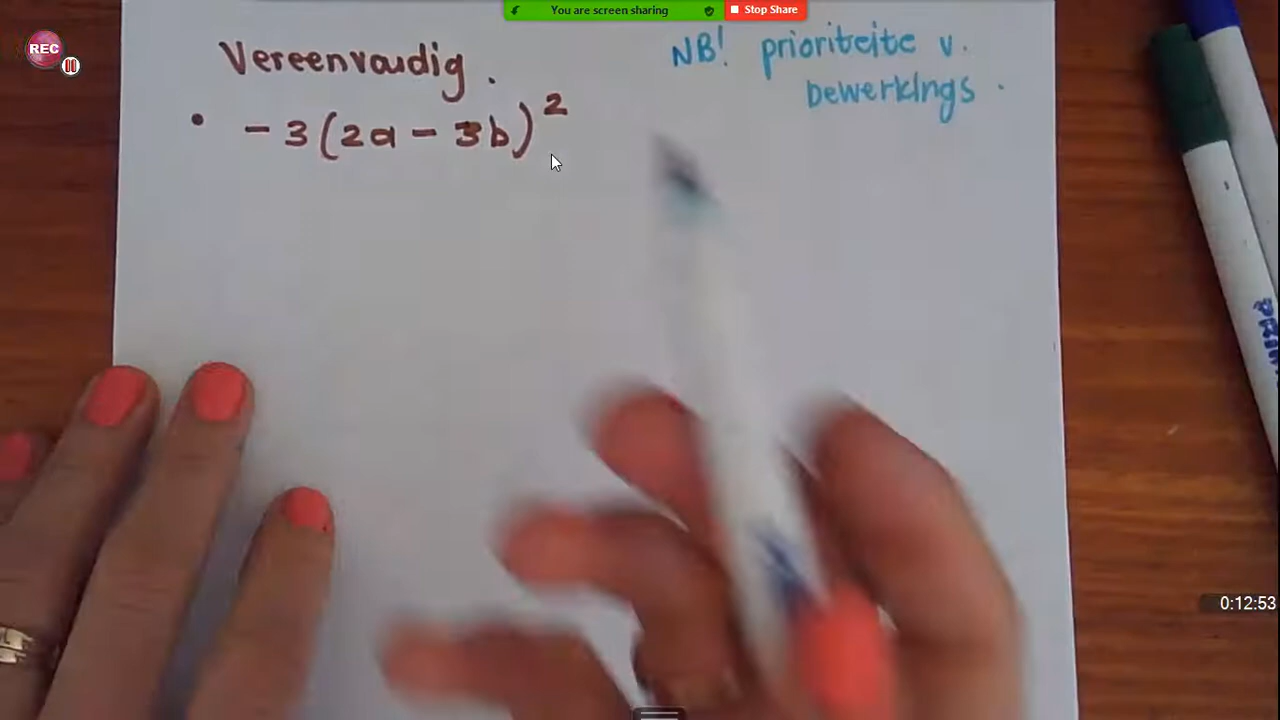 You are screen sharing Stop Share
REC
Vereenvoudig.
NB! prioriteite v.
bewerkings.
• -3(2a - 3b)²
0:12:53